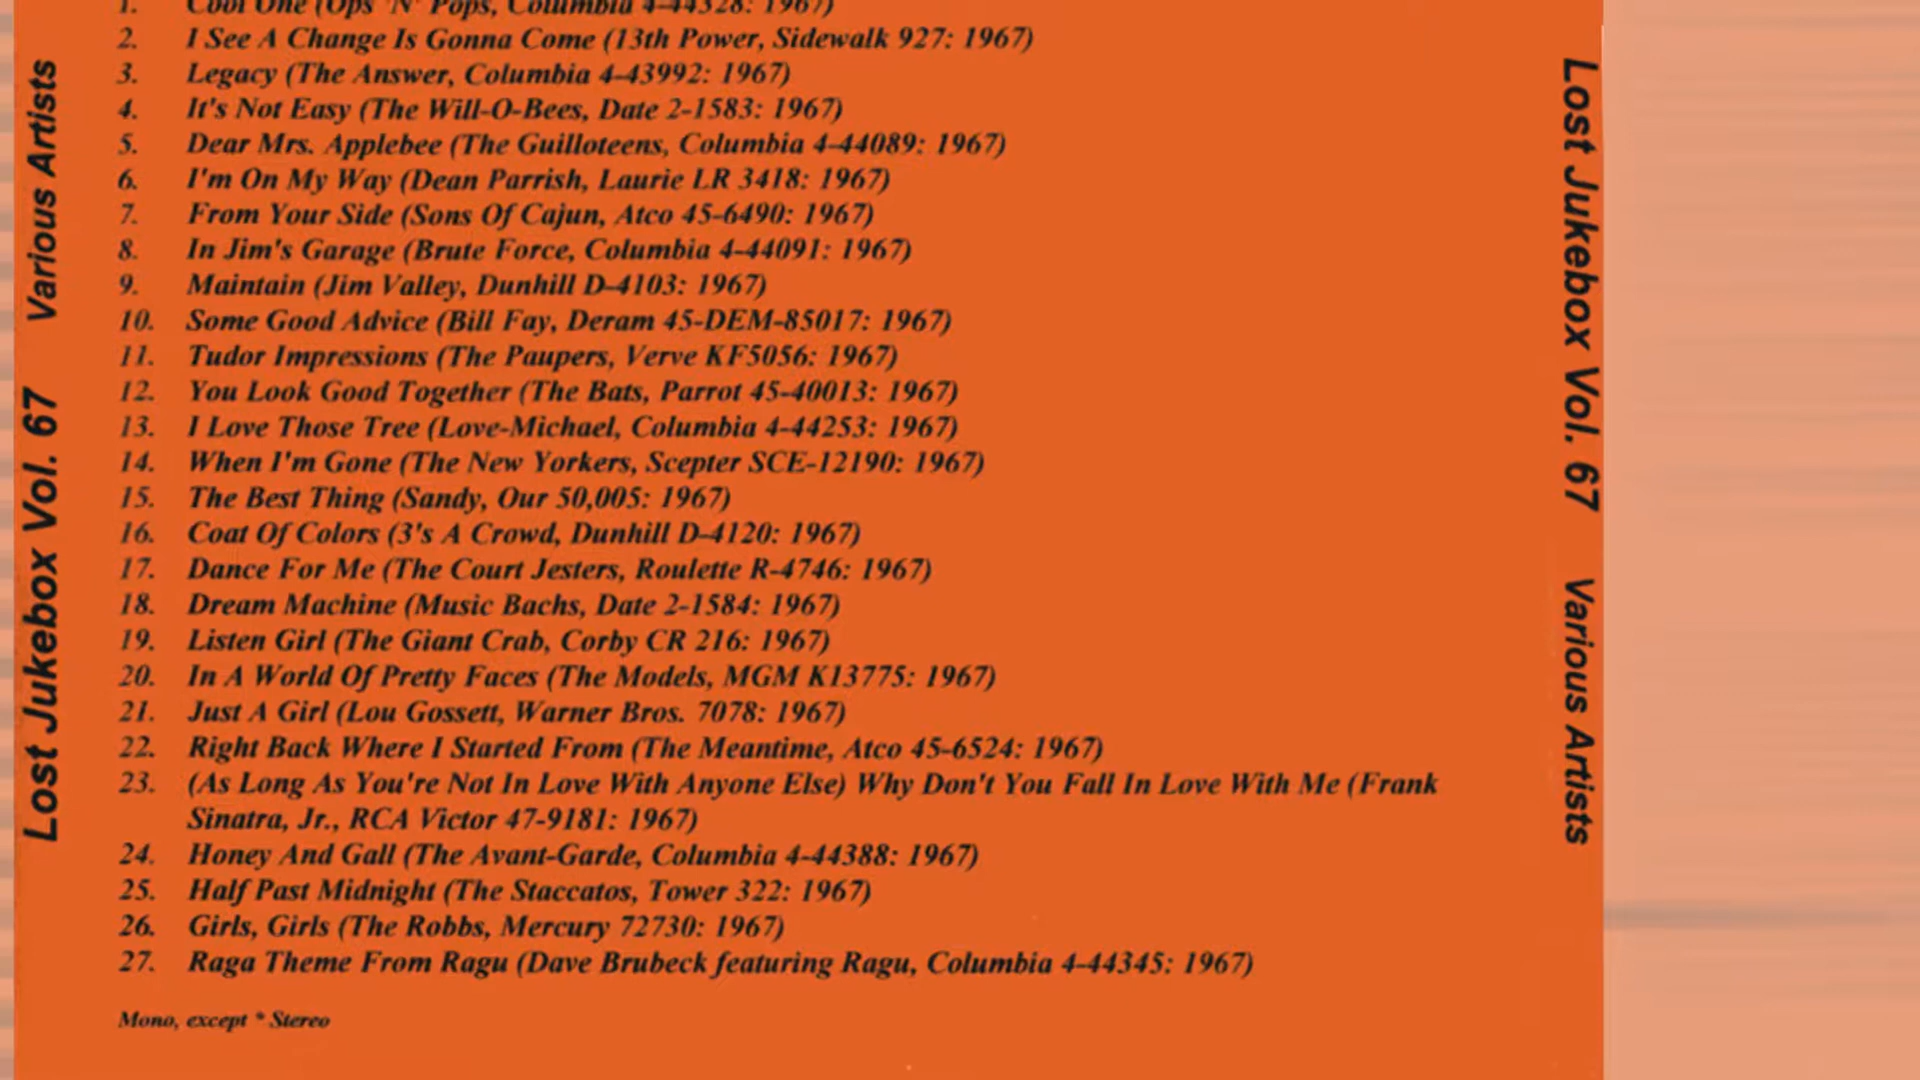 1. Cool One (Ops 'N' Pops, Columbia 4-44328: 1967)
2. I See A Change Is Gonna Come (13th Power, Sidewalk 927: 1967)
3. Legacy (The Answer, Columbia 4-43992: 1967)
4. It's Not Easy (The Will-O-Bees, Date 2-1583: 1967)
5. Dear Mrs. Applebee (The Guilloteens, Columbia 4-44089: 1967)
6. I'm On My Way (Dean Parrish, Laurie LR 3418: 1967)
7. From Your Side (Sons Of Cajun, Atco 45-6490: 1967)
8. In Jim's Garage (Brute Force, Columbia 4-44091: 1967)
9. Maintain (Jim Valley, Dunhill D-4103: 1967)
10. Some Good Advice (Bill Fay, Deram 45-DEM-85017: 1967)
11. Tudor Impressions (The Paupers, Verve KF5056: 1967)
12. You Look Good Together (The Bats, Parrot 45-40013: 1967)
13. I Love Those Tree (Love-Michael, Columbia 4-44253: 1967)
14. When I'm Gone (The New Yorkers, Scepter SCE-12190: 1967)
15. The Best Thing (Sandy, Our 50,005: 1967)
16. Coat Of Colors (3's A Crowd, Dunhill D-4120: 1967)
17. Dance For Me (The Court Jesters, Roulette R-4746: 1967)
18. Dream Machine (Music Bachs, Date 2-1584: 1967)
19. Listen Girl (The Giant Crab, Corby CR 216: 1967)
20. In A World Of Pretty Faces (The Models, MGM K13775: 1967)
21. Just A Girl (Lou Gossett, Warner Bros. 7078: 1967)
22. Right Back Where I Started From (The Meantime, Atco 45-6524: 1967)
23. (As Long As You're Not In Love With Anyone Else) Why Don't You Fall In Love With Me (Frank
Sinatra, Jr., RCA Victor 47-9181: 1967)
24. Honey And Gall (The Avant-Garde, Columbia 4-44388: 1967)
25. Half Past Midnight (The Staccatos, Tower 322: 1967)
26. Girls, Girls (The Robbs, Mercury 72730: 1967)
27. Raga Theme From Ragu (Dave Brubeck featuring Ragu, Columbia 4-44345: 1967)
Mono, except * Stereo
Lost Jukebox Vol. 67 Various Artists
Lost Jukebox Vol. 67 Various Artists